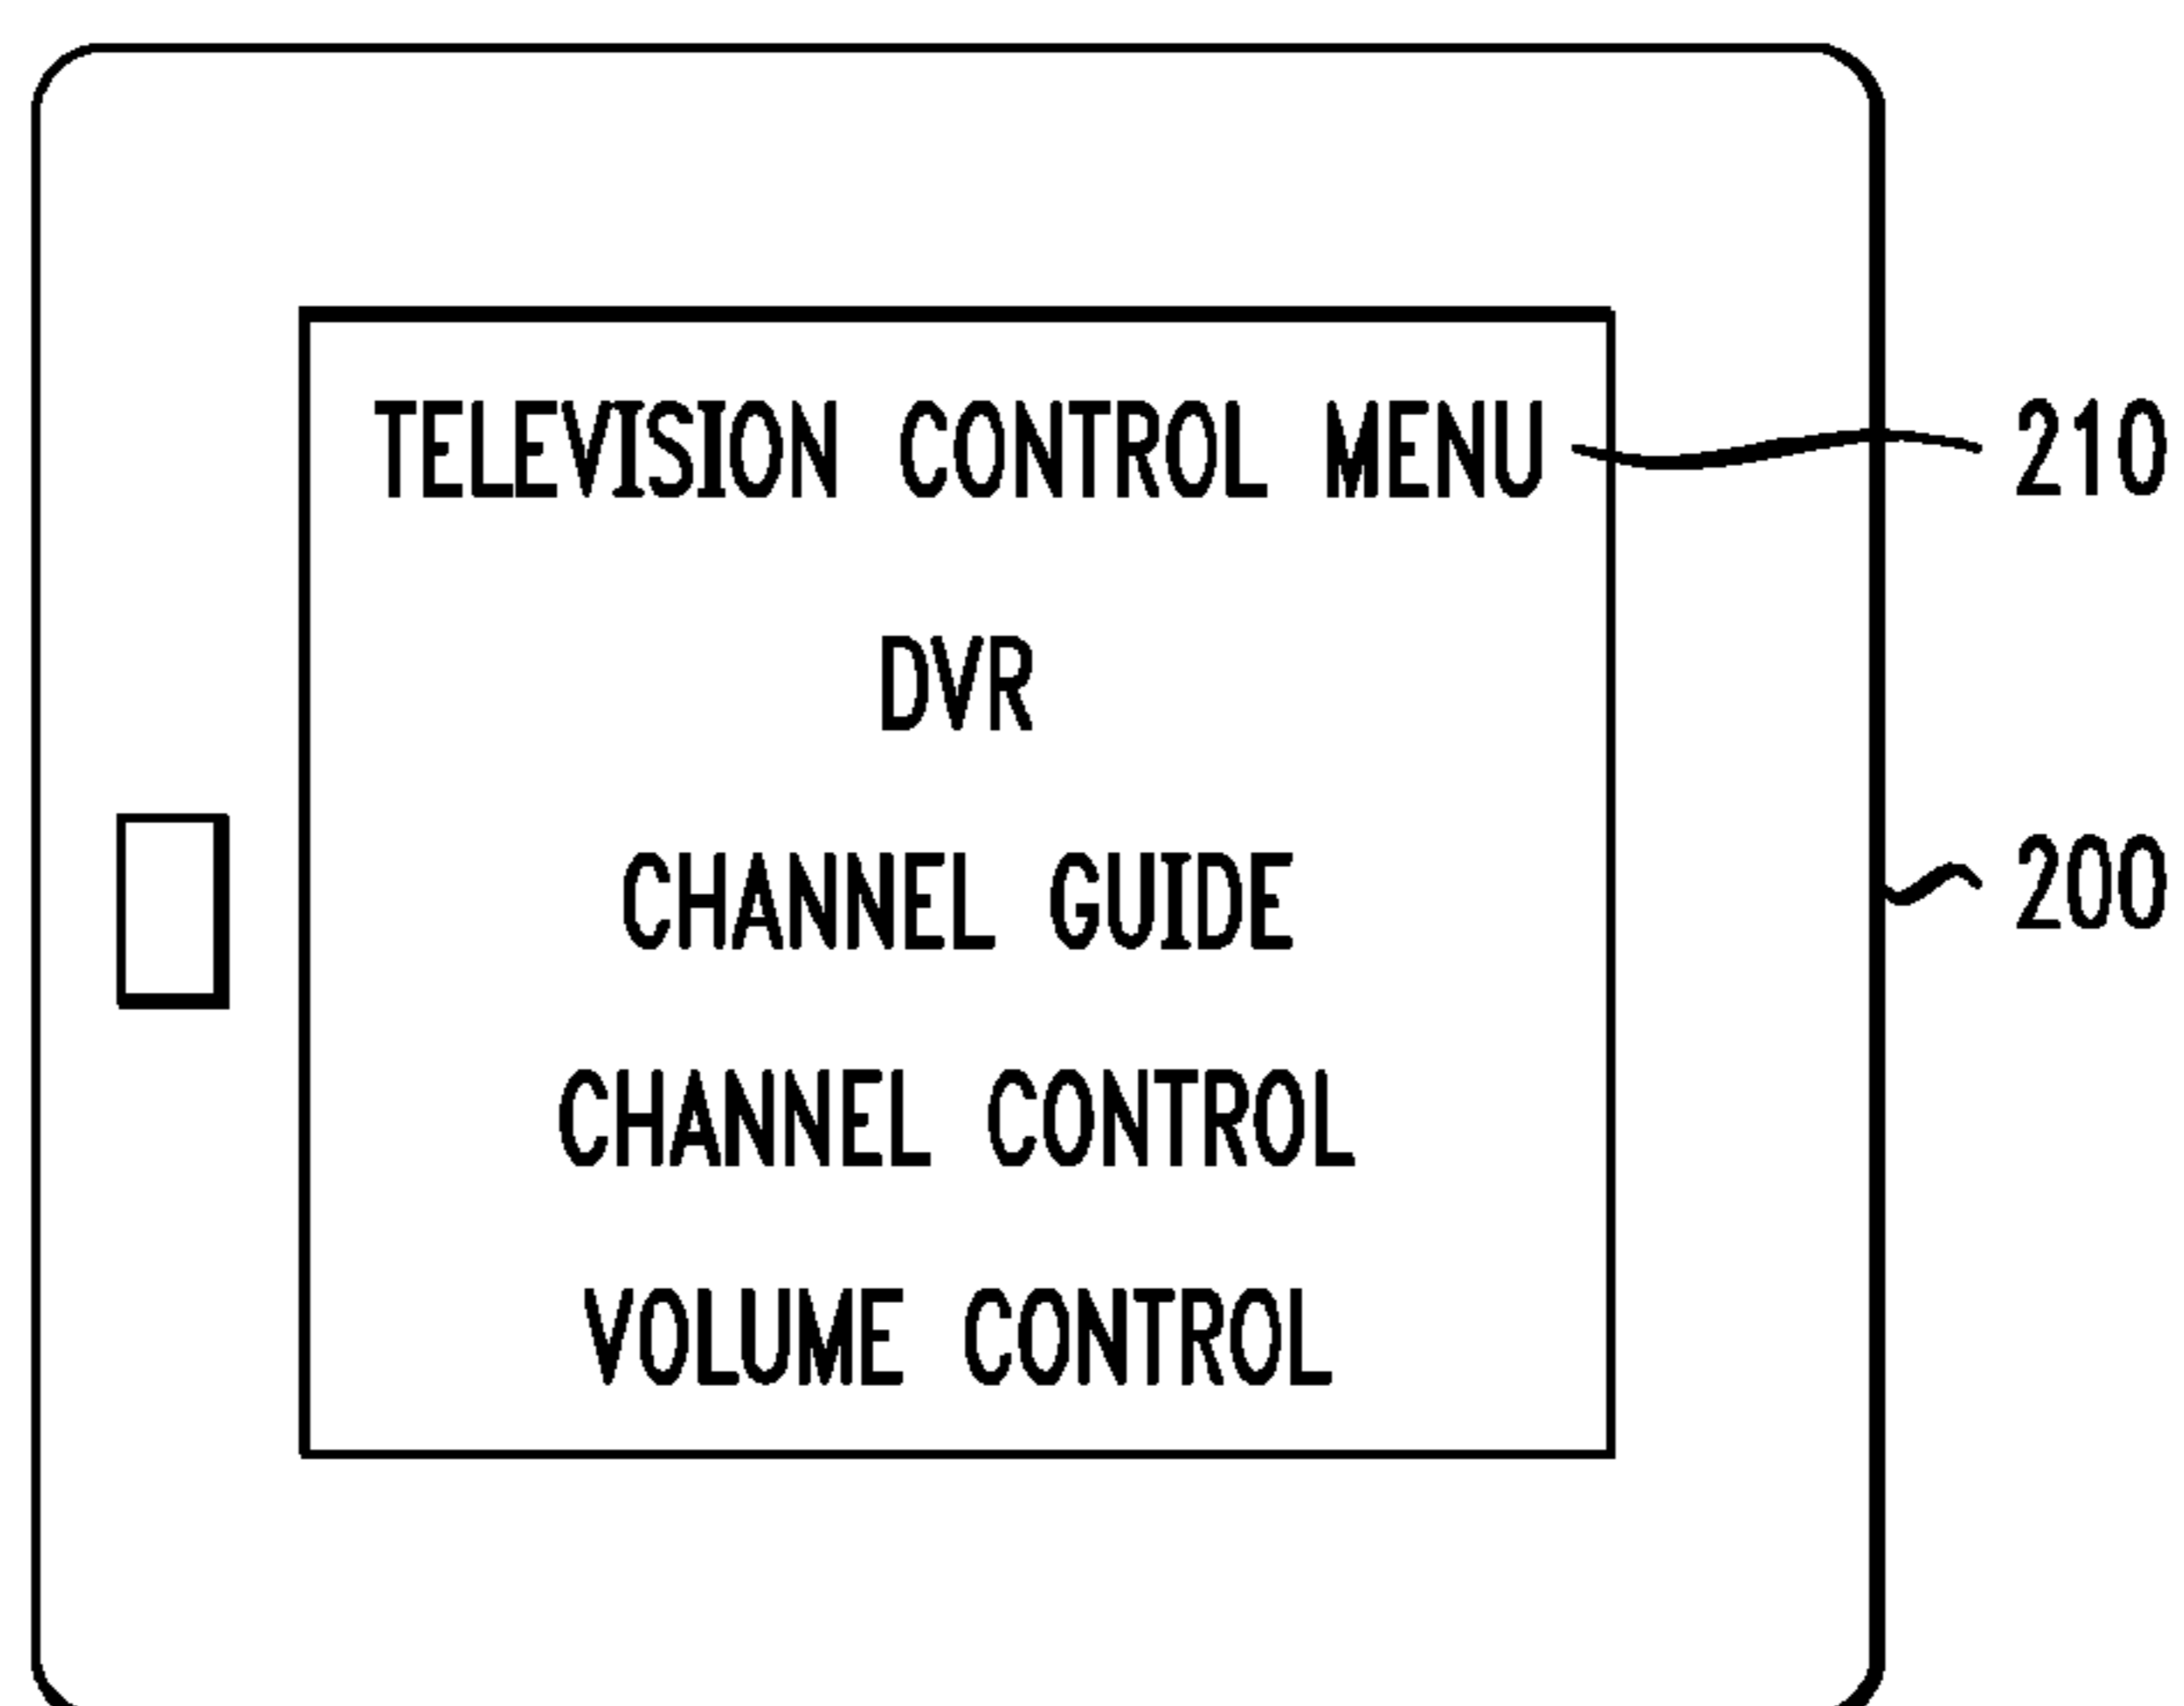 TELEVISION CONTROL MENU 210
DVR
CHANNEL GUIDE
200
CHANNEL CONTROL
VOLUME CONTROL